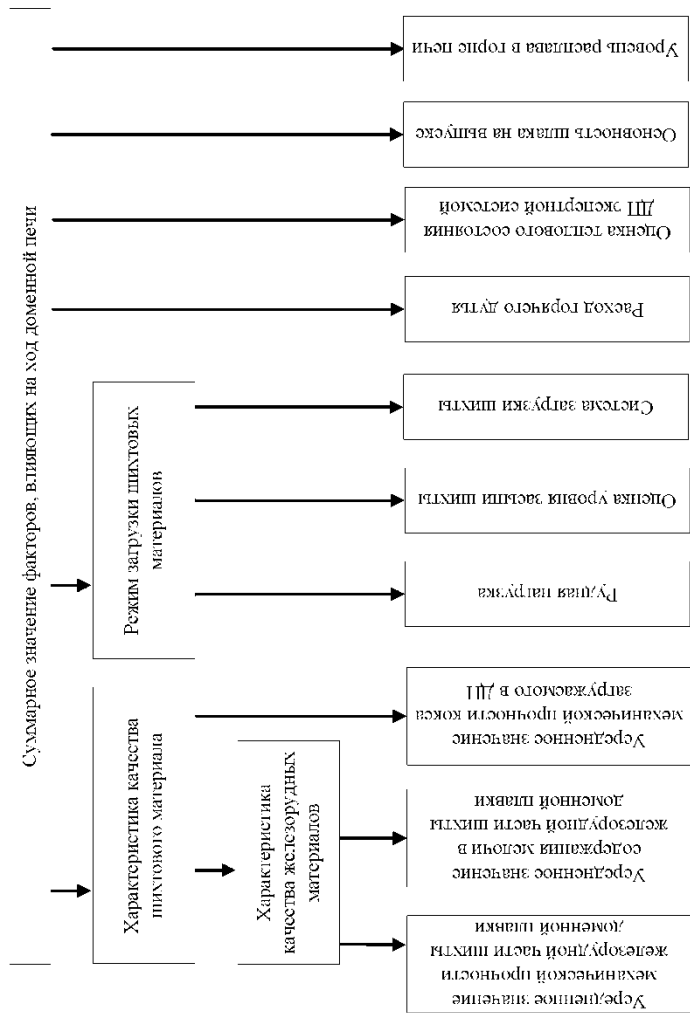 Суммарное значение факторов, влияющих на ход доменной печи
Характеристика качества
шихтового материала
Режим загрузки шихтовых
материалов
Характеристика
качества железорудных
материалов
Усредненное значение
механической прочности
железорудной части шихты
доменной плавки
Усредненное значение
содержания мелочи в
железорудной части шихты
доменной плавки
Усредненное значение
механической прочности кокса
загружаемого в ДП
Рудная нагрузка
Оценка уровня засыпи шихты
Система загрузки шихты
Расход горячего дутья
Оценка теплового состояния
ДП экспертной системой
Основность шлака на выпуске
Уровень расплава в горне печи